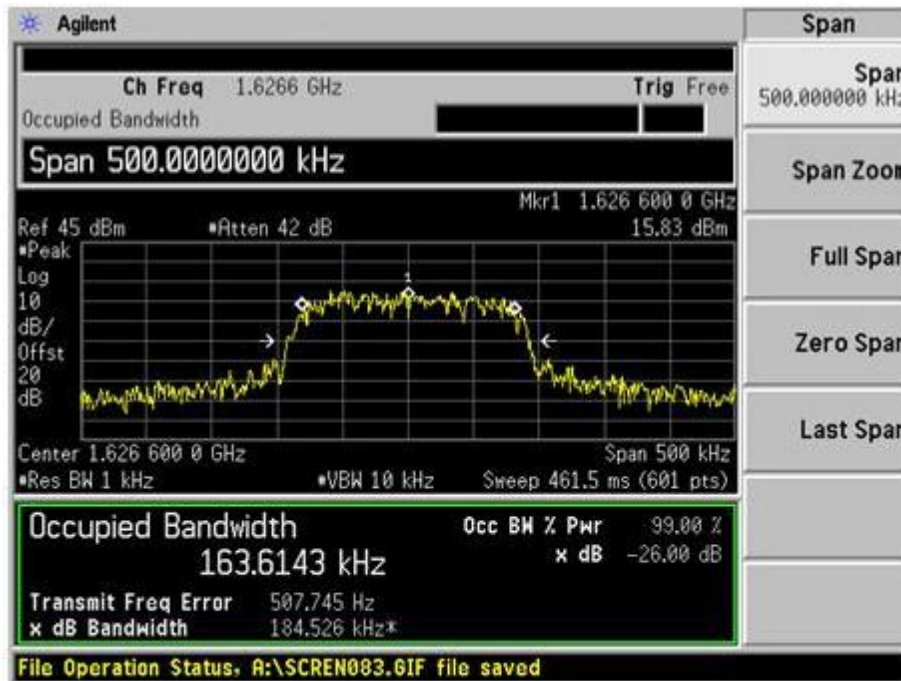 Agilent
Span
Ch Freq 1.6266 GHz Trig Free
Occupied Bandwidth
Span 500.0000000 kHz
Mkr1 1.626 600 0 GHz
Ref 45 dBm #Atten 42 dB 15.83 dBm
#Peak
Log
10
dB/
Offst
20
dB
1
Center 1.626 600 0 GHz Span 500 kHz
#Res BW 1 kHz #VBW 10 kHz Sweep 461.5 ms (601 pts)
Occupied Bandwidth Occ BW % Pwr 99.00 %
163.6143 kHz x dB -26.00 dB
Transmit Freq Error 507.745 Hz
x dB Bandwidth 184.526 kHz*
File Operation Status, A:\SCREN083.GIF file saved
Span
500.000000 kHz
Span Zoom
Full Span
Zero Span
Last Span